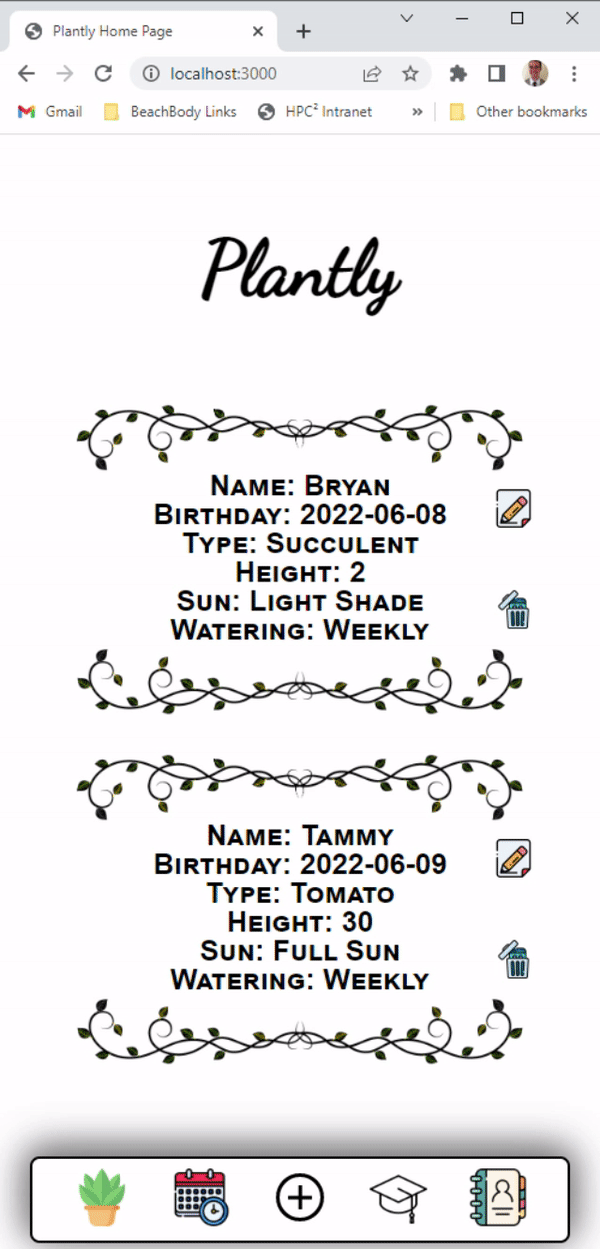 Plantly Home Page
localhost:3000
Gmail
BeachBody Links
HPC² Intranet
»
Other bookmarks
Plantly
Name: Bryan
Birthday: 2022-06-08
Type: Succulent
Height: 2
Sun: Light Shade
Watering: Weekly
Name: Tammy
Birthday: 2022-06-09
Type: Tomato
Height: 30
Sun: Full Sun
Watering: Weekly